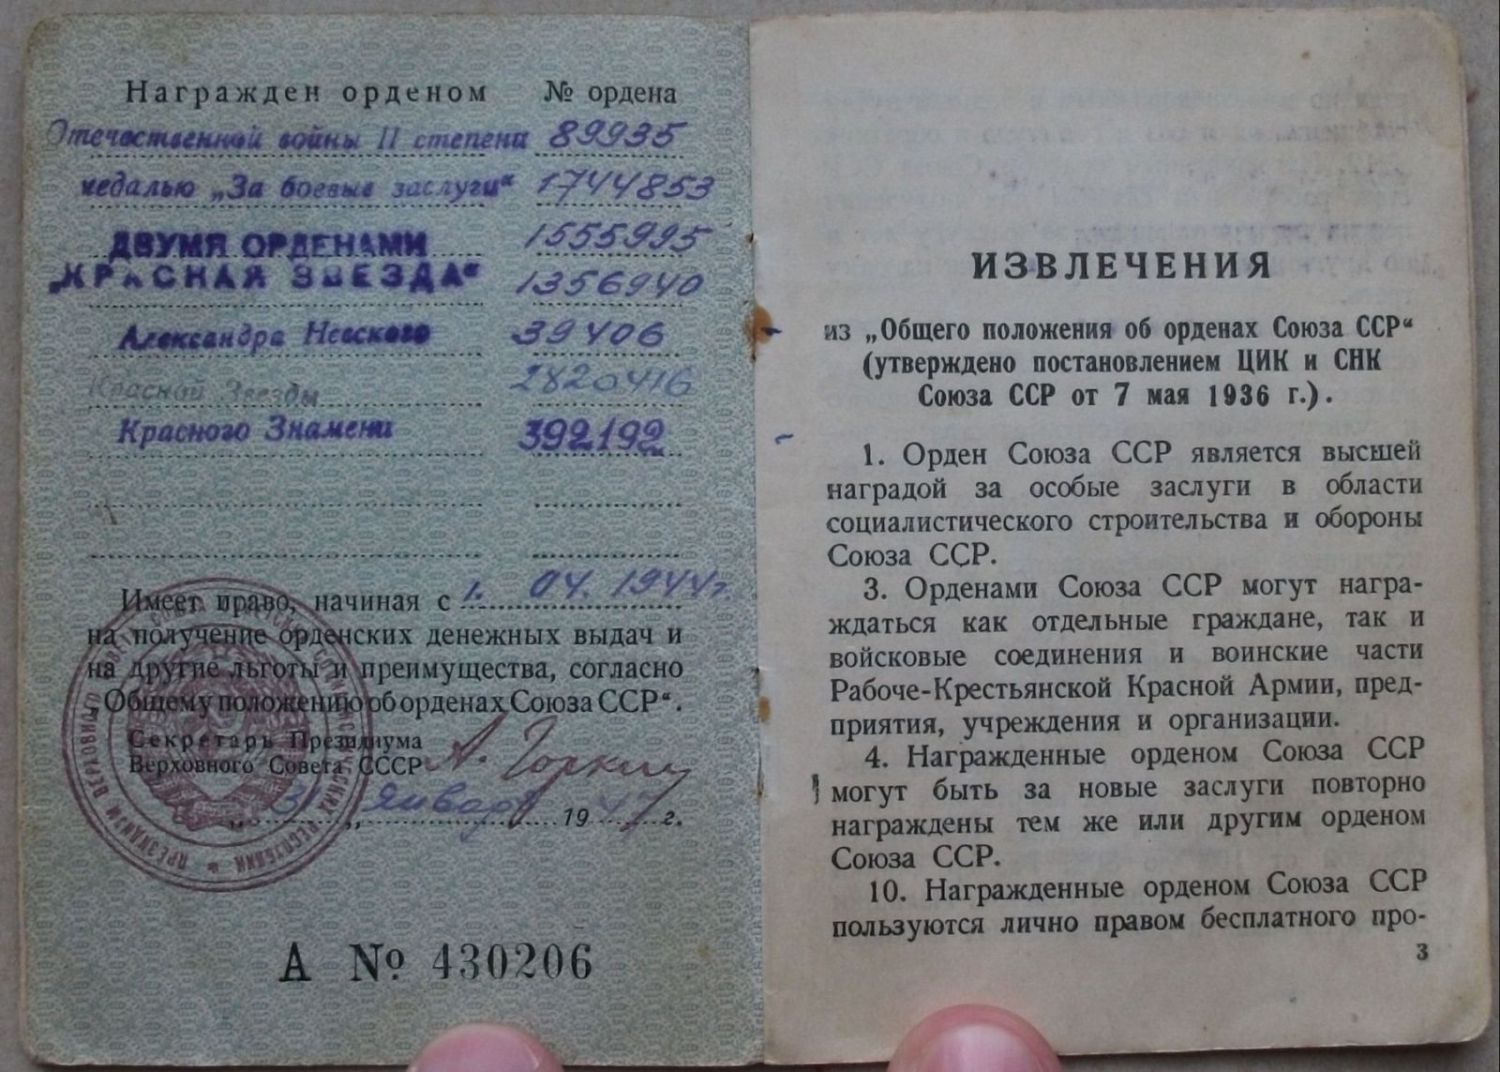 Награжден орденом № ордена
Отечественной войны II степени 89935
медалью „За боевые заслуги“ 1744853
ДВУМЯ ОРДЕНАМИ 1555995
„КРАСНАЯ ЗВЕЗДА“ 1356940
Александра Невского 39406
Красной Звезды 2820416
Красного Знамени 392192
Имеет право, начиная с 1. 04. 1944г.
на получение орденских денежных выдач и
на другие льготы и преимущества, согласно
„Общему положению об орденах Союза ССР“.
Секретарь Президиума
Верховного Совета СССР А. Горкин
„31“ Января 1947 г.
А № 430206
ИЗВЛЕЧЕНИЯ
из „Общего положения об орденах Союза ССР“
(утверждено постановлением ЦИК и СНК
Союза ССР от 7 мая 1936 г.).
1. Орден Союза ССР является высшей
наградой за особые заслуги в области
социалистического строительства и обороны
Союза ССР.
3. Орденами Союза ССР могут награ-
ждаться как отдельные граждане, так и
войсковые соединения и воинские части
Рабоче-Крестьянской Красной Армии, пред-
приятия, учреждения и организации.
4. Награжденные орденом Союза ССР
могут быть за новые заслуги повторно
награждены тем же или другим орденом
Союза ССР.
10. Награжденные орденом Союза ССР
пользуются лично правом бесплатного про-
3